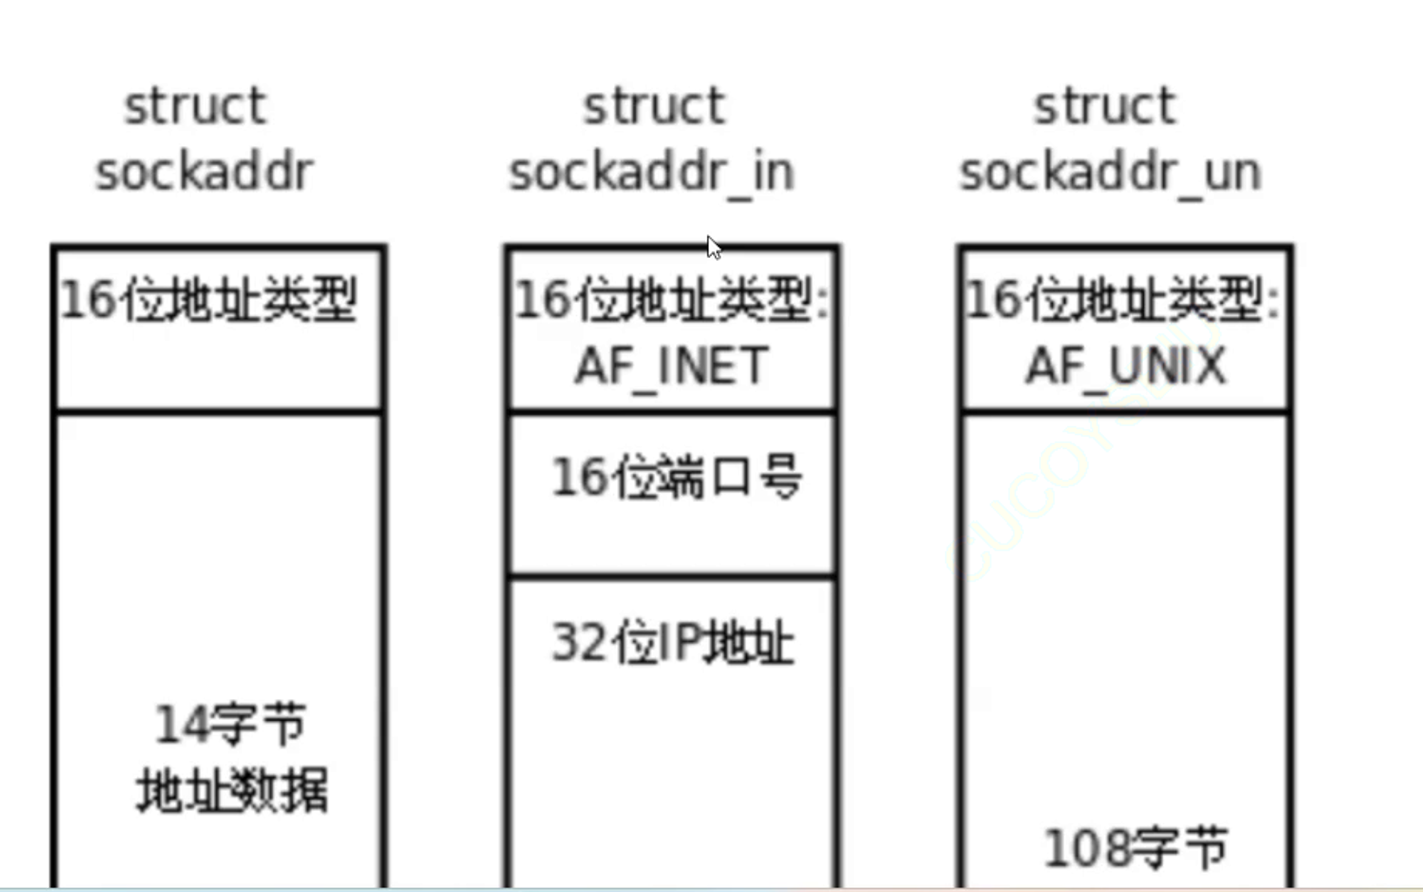 struct
sockaddr
16位地址类型
14字节
地址数据
struct
sockaddr_in
16位地址类型:
AF_INET
16位端口号
32位IP地址
struct
sockaddr_un
16位地址类型:
AF_UNIX
108字节